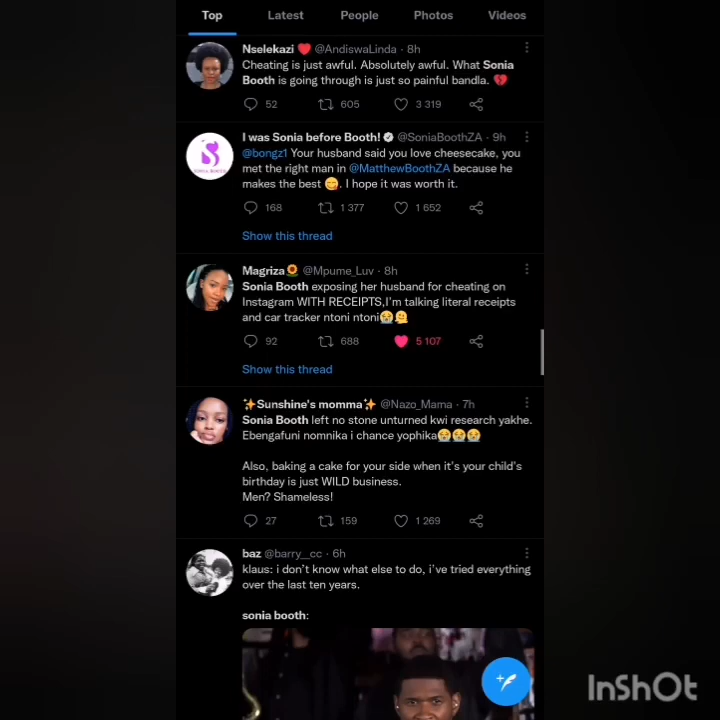 Top Latest People Photos Videos
Nselekazi ❤️ @AndiswaLinda · 8h
Cheating is just awful. Absolutely awful. What Sonia
Booth is going through is just so painful bandla. 💔
52 605 3 319
I was Sonia before Booth! @SoniaBoothZA · 9h
@bongz1 Your husband said you love cheesecake, you
met the right man in @MatthewBoothZA because he
makes the best 😋. I hope it was worth it.
168 1 377 1 652
Show this thread
Magriza🌻 @Mpume_Luv · 8h
Sonia Booth exposing her husband for cheating on
Instagram WITH RECEIPTS,I'm talking literal receipts
and car tracker ntoni ntoni😭🫠
92 688 5 107
Show this thread
✨Sunshine's momma✨ @Nazo_Mama · 7h
Sonia Booth left no stone unturned kwi research yakhe.
Ebengafuni nomnika i chance yophika😭😭😭
Also, baking a cake for your side when it's your child's
birthday is just WILD business.
Men? Shameless!
27 159 1 269
baz @barry__cc · 6h
klaus: i don't know what else to do, i've tried everything
over the last ten years.
sonia booth:
InShOt